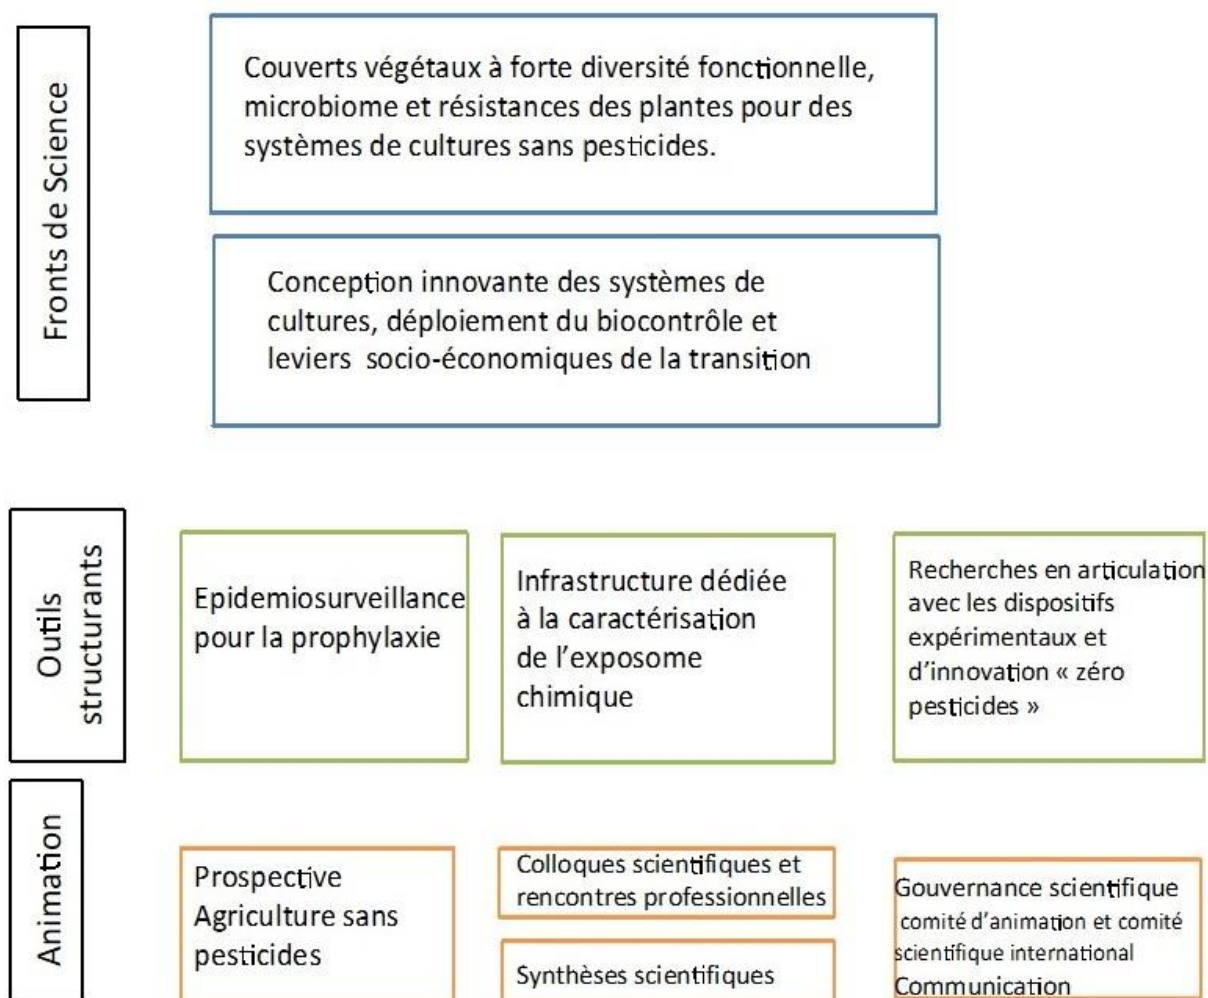 Fronts de Science
Couverts végétaux à forte diversité fonctionnelle,
microbiome et résistances des plantes pour des
systèmes de cultures sans pesticides.
Conception innovante des systèmes de
cultures, déploiement du biocontrôle et
leviers socio-économiques de la transition
Outils
structurants
Epidemiosurveillance
pour la prophylaxie
Infrastructure dédiée
à la caractérisation
de l'exposome
chimique
Recherches en articulation
avec les dispositifs
expérimentaux et
d'innovation « zéro
pesticides »
Animation
Prospective
Agriculture sans
pesticides
Colloques scientifiques et
rencontres professionnelles
Synthèses scientifiques
Gouvernance scientifique
comité d'animation et comité
scientifique international
Communication